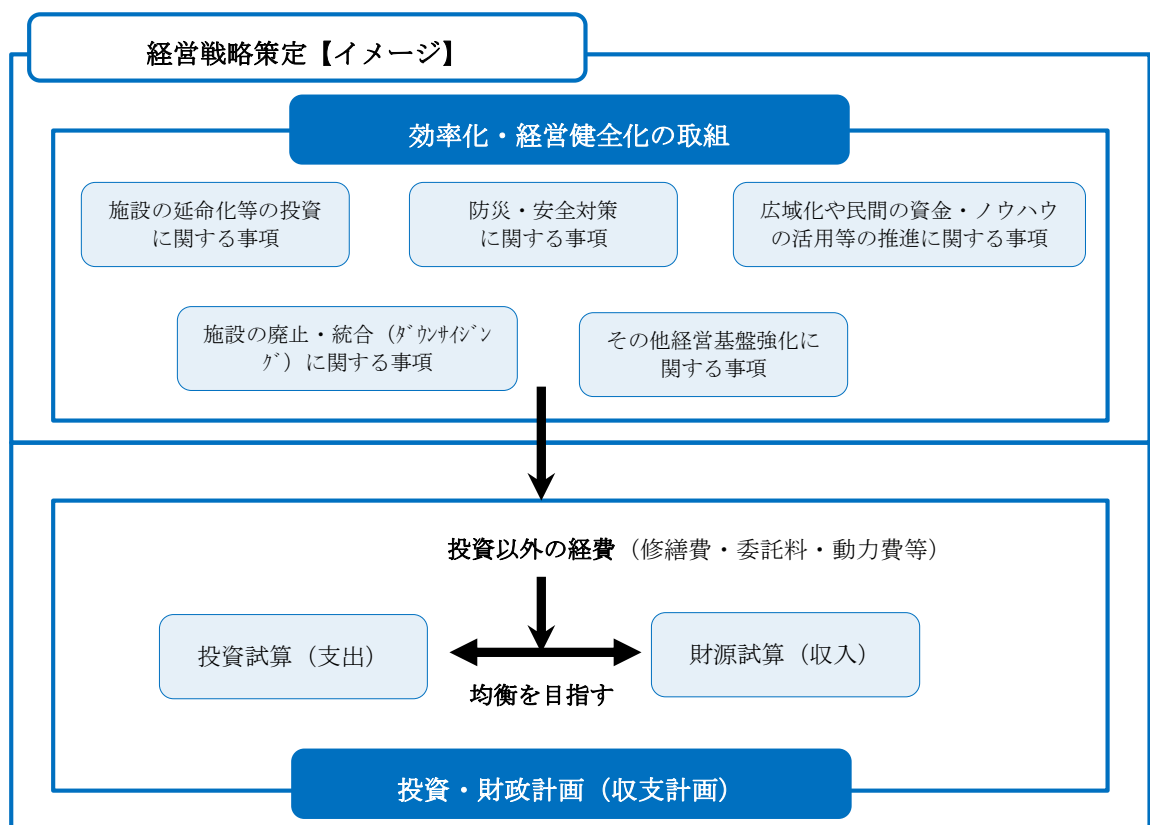 経営戦略策定【イメージ】
効率化・経営健全化の取組
施設の延命化等の投資
に関する事項
防災・安全対策
に関する事項
広域化や民間の資金・ノウハウ
の活用等の推進に関する事項
施設の廃止・統合（ﾀﾞｳﾝｻｲｼﾞﾝ
ｸﾞ）に関する事項
その他経営基盤強化に
関する事項
投資以外の経費（修繕費・委託料・動力費等）
投資試算（支出）
財源試算（収入）
均衡を目指す
投資・財政計画（収支計画）